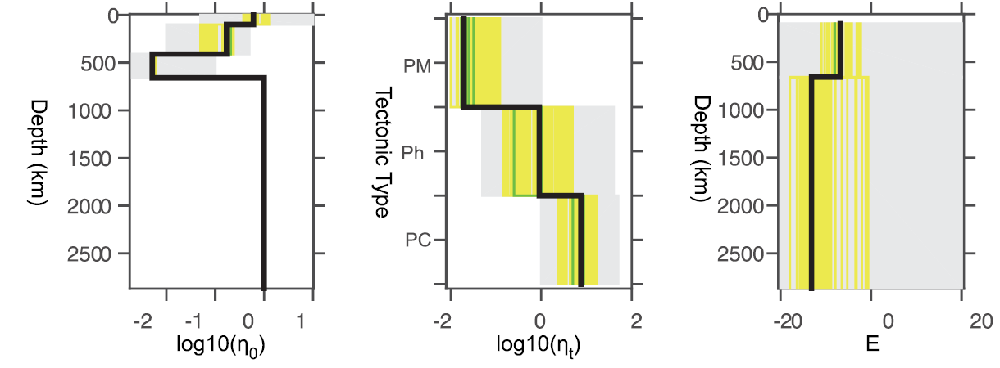 0
500
1000
1500
2000
2500
Depth (km)
-2 -1 0 1
log10(η0)
PM
Ph
PC
Tectonic Type
-2 0 2
log10(ηt)
0
500
1000
1500
2000
2500
Depth (km)
-20 0 20
E